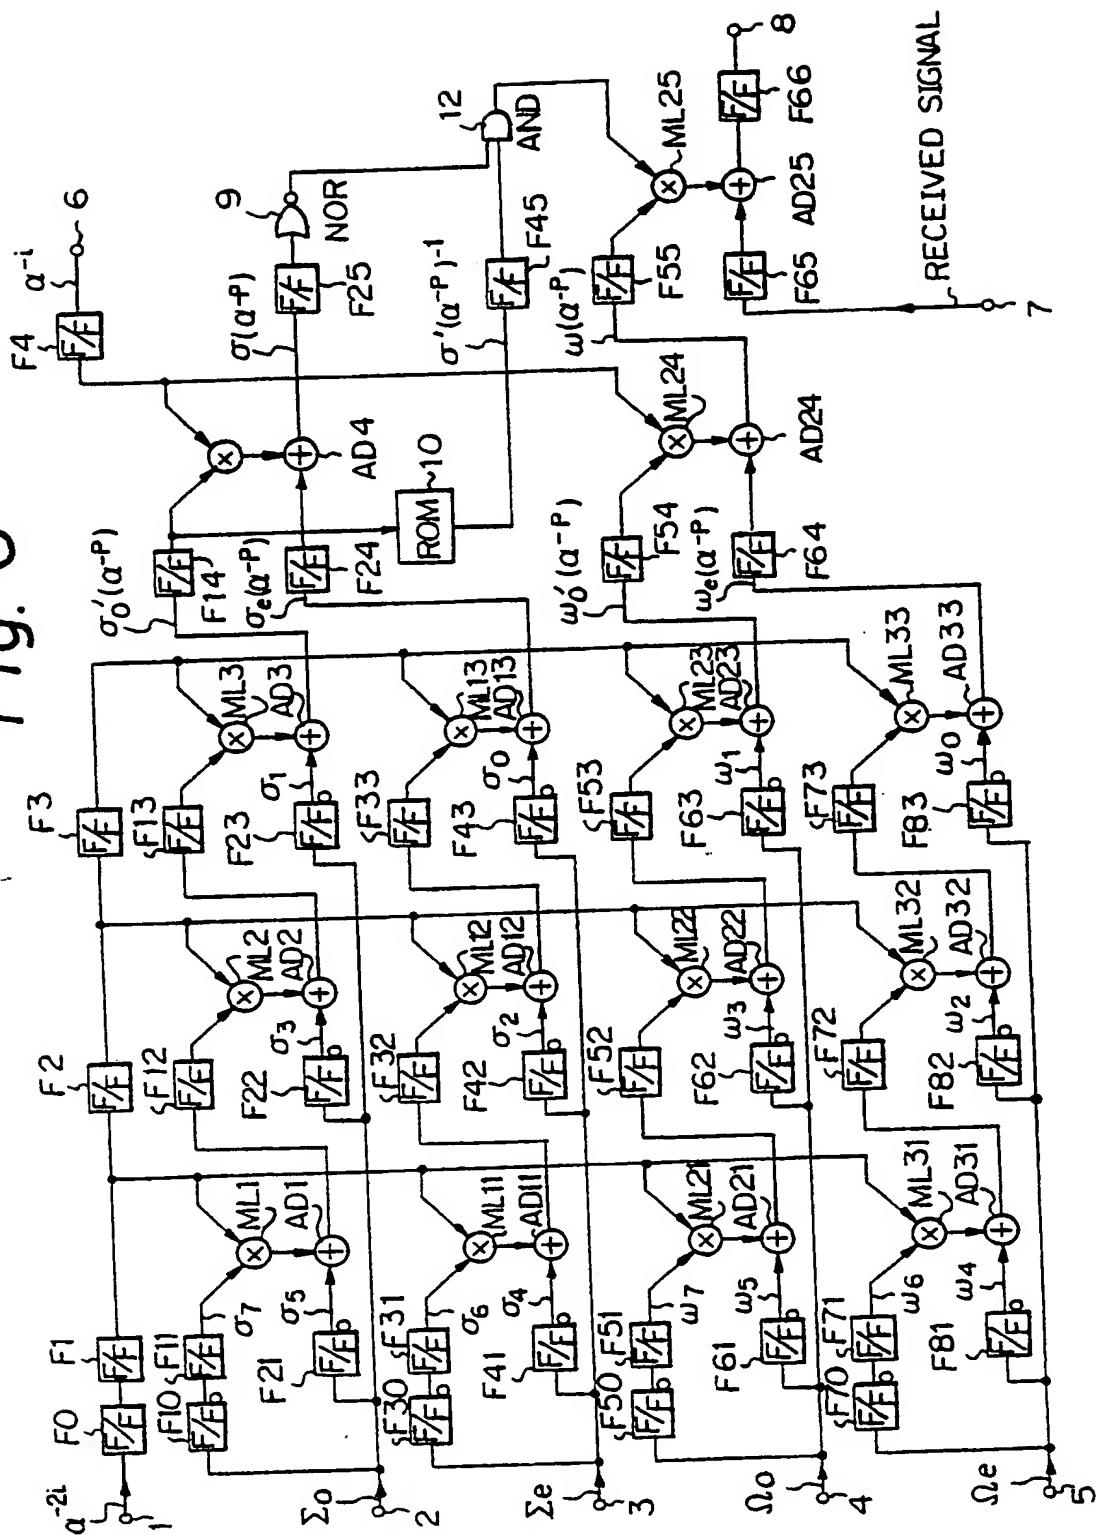 Fig.
α⁻²ⁱ
1
F0
F/F
F1
F/F
F2
F/F
F3
F/F
F4
F/F
α⁻ⁱ
6
F10
F/F
F11
F/F
σ7
ML1
F12
F/F
ML2
F13
F/F
ML3
σ0'(α⁻ᴾ)
F/F
F14
F21
F/F
σ5
AD1
F22
F/F
σ3
AD2
F23
F/F
σ1
AD3
σe(α⁻ᴾ)
F/F
F24
AD4
σ(α⁻ᴾ)
F/F
F25
9
NOR
Σo
2
ROM
10
σ'(α⁻ᴾ)⁻¹
F/F
F45
12
AND
F30
F/F
F31
F/F
σ6
ML11
F32
F/F
ML12
F33
F/F
ML13
F41
F/F
σ4
AD11
F42
F/F
σ2
AD12
F43
F/F
σ0
AD13
Σe
3
F50
F/F
F51
F/F
ω7
ML21
F52
F/F
ML22
F53
F/F
ML23
ω0'(α⁻ᴾ)
F/F
F54
ML24
ω(α⁻ᴾ)
F/F
F55
ML25
F61
F/F
ω5
AD21
F62
F/F
ω3
AD22
F63
F/F
ω1
AD23
ωe(α⁻ᴾ)
F/F
F64
AD24
F/F
F65
AD25
F/F
F66
8
Ωo
4
F70
F/F
F71
F/F
ω6
ML31
F72
F/F
ML32
F73
F/F
ML33
F81
F/F
ω4
AD31
F82
F/F
ω2
AD32
F83
F/F
ω0
AD33
Ωe
5
7
RECEIVED SIGNAL